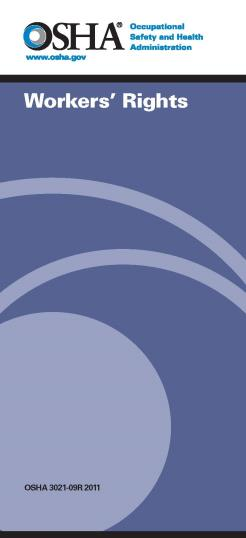 OSHA®
Occupational
Safety and Health
Administration
www.osha.gov
Workers' Rights
OSHA 3021-09R 2011